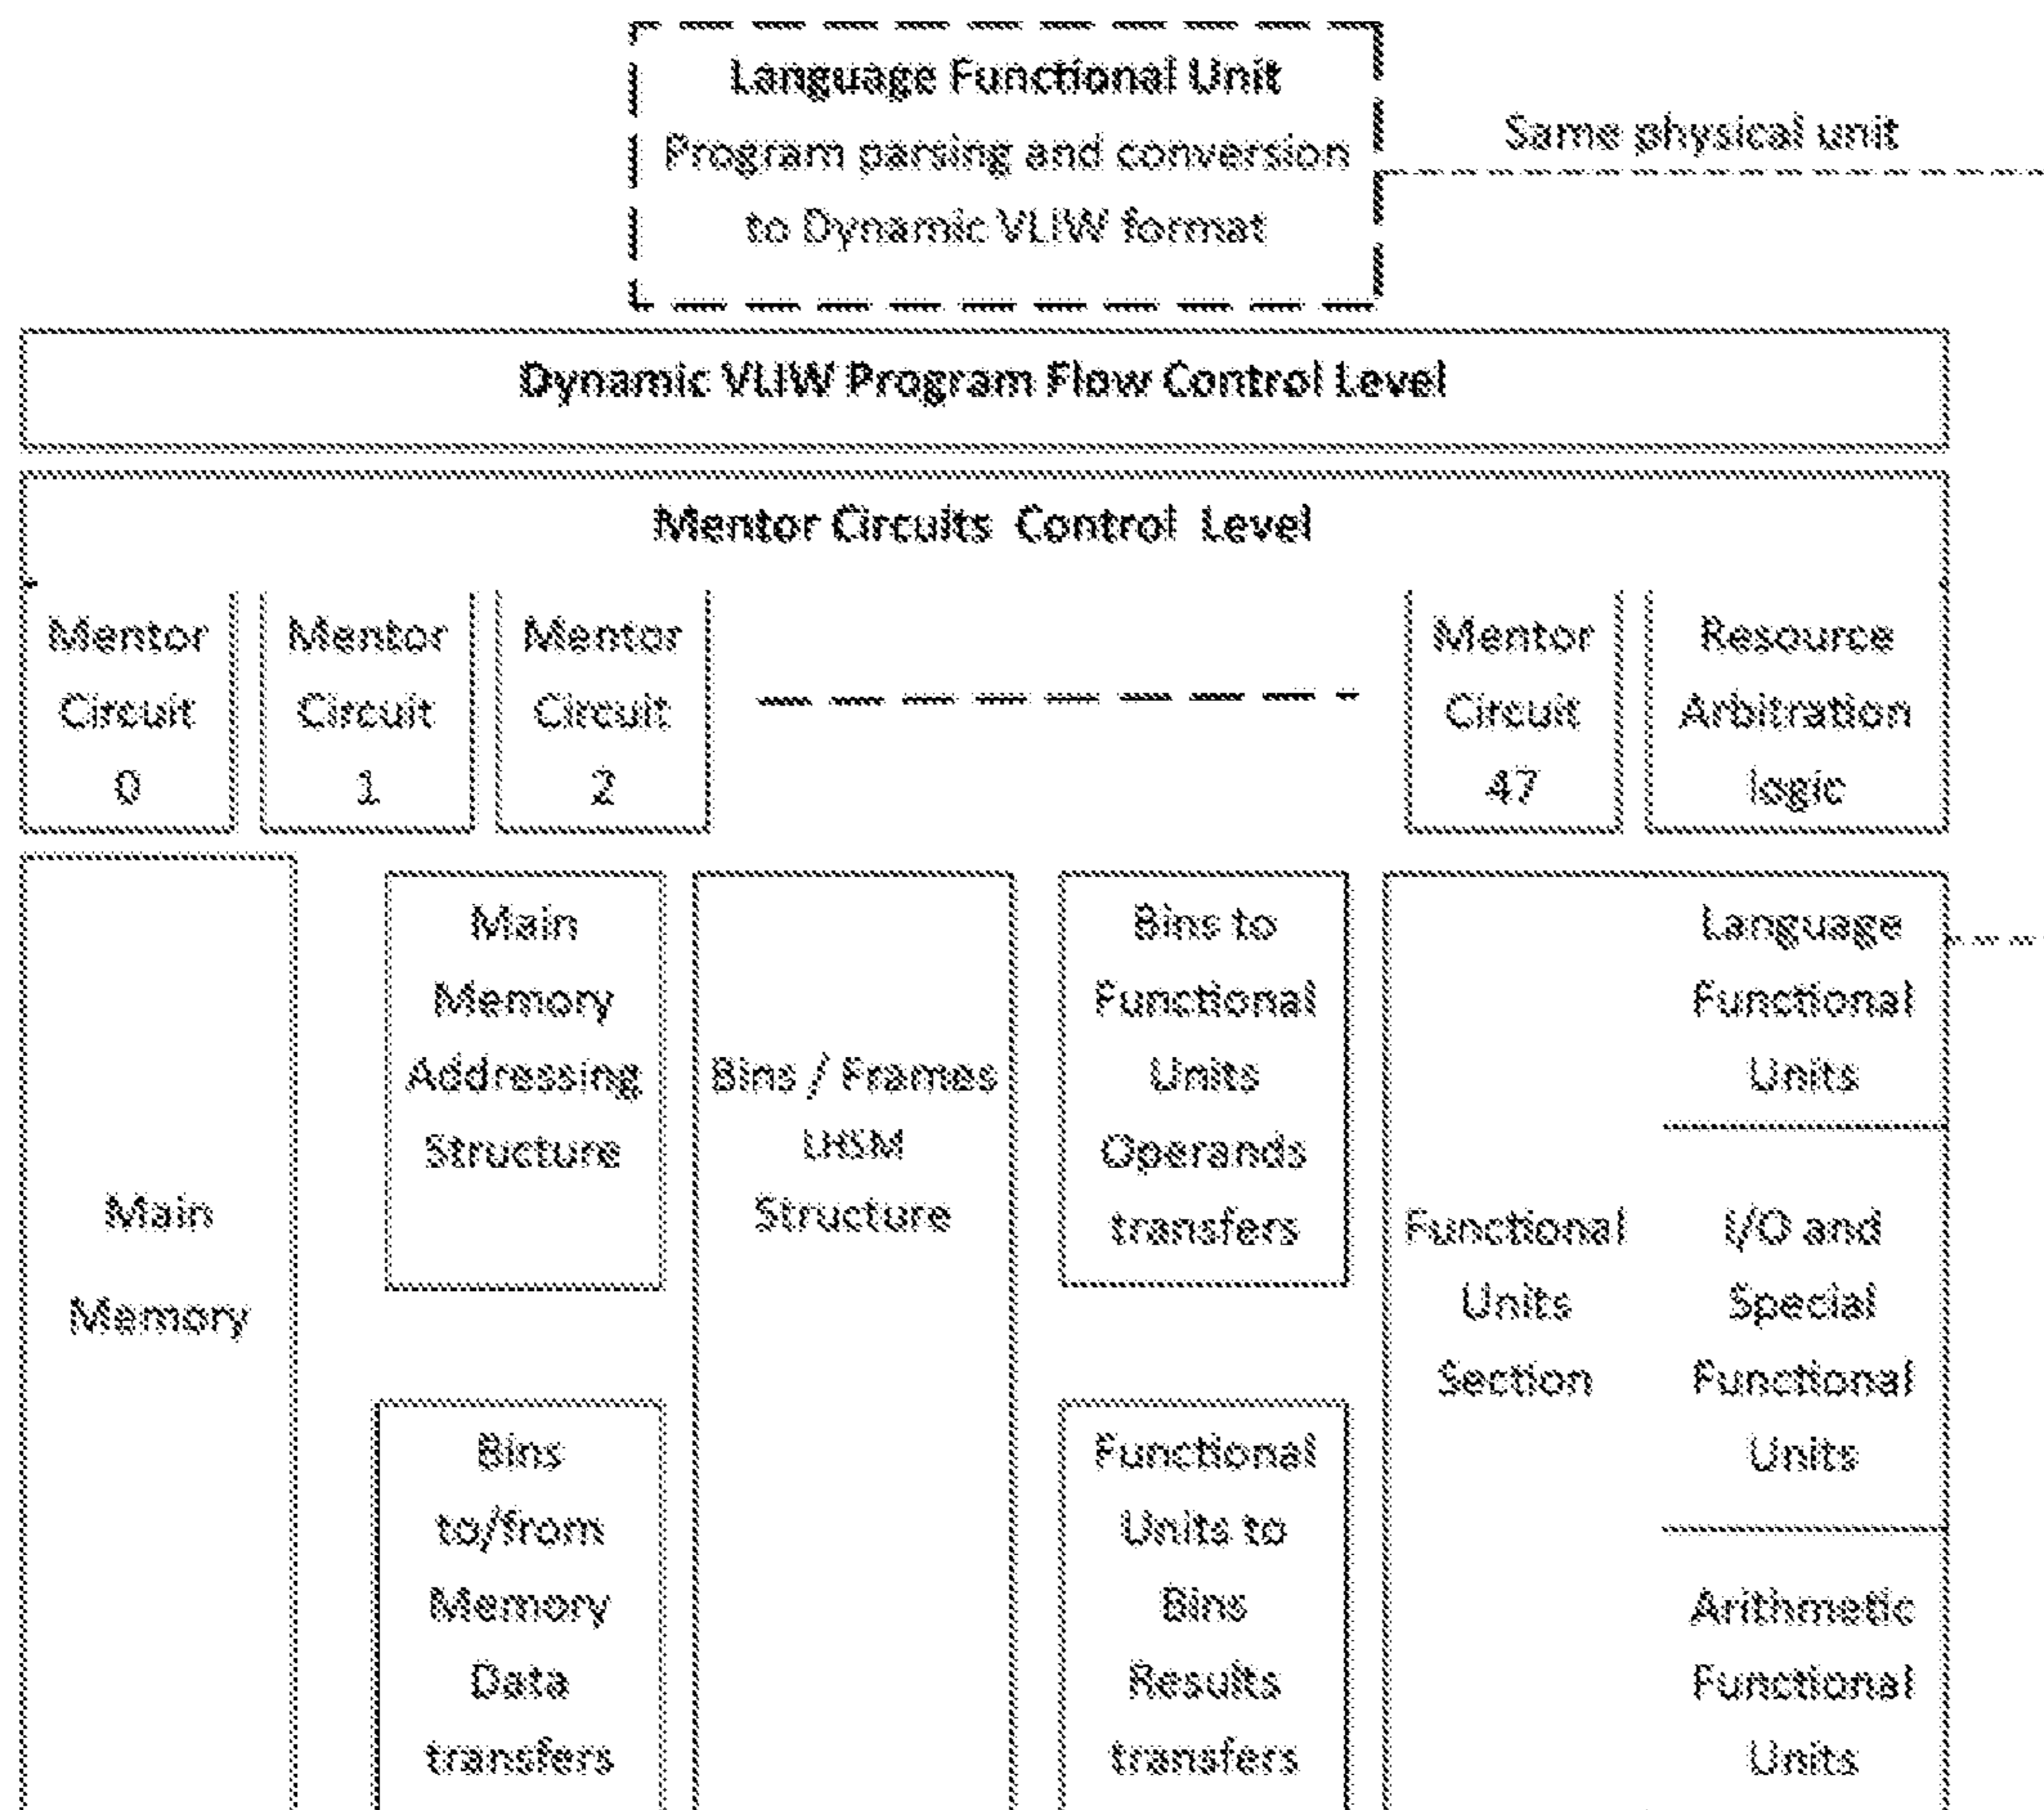 Language Functional Unit
Program parsing and conversion
to Dynamic VLIW format
Same physical unit
Dynamic VLIW Program Flow Control Level
Mentor Circuits Control Level
Mentor
Circuit
0
Mentor
Circuit
1
Mentor
Circuit
2
Mentor
Circuit
47
Resource
Arbitration
logic
Main
Memory
Main
Memory
Addressing
Structure
Bins
to/from
Memory
Data
transfers
Bins / Frames
LHSM
Structure
Bins to
Functional
Units
Operands
transfers
Functional
Units to
Bins
Results
transfers
Functional
Units
Section
Language
Functional
Units
I/O and
Special
Functional
Units
Arithmetic
Functional
Units